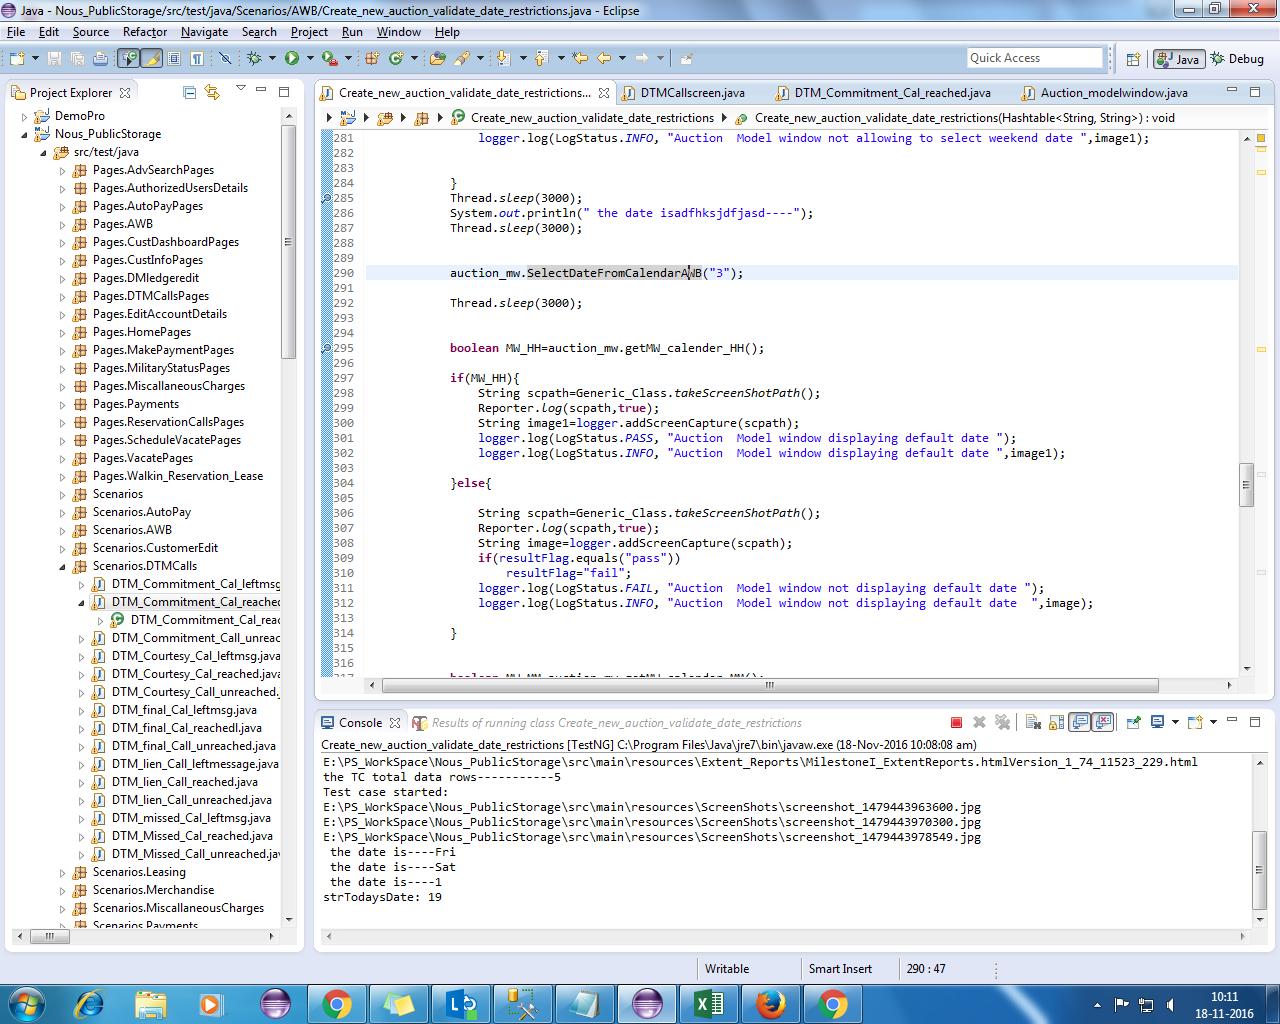 Java - Nous_PublicStorage/src/test/java/Scenarios/AWB/Create_new_auction_validate_date_restrictions.java - Eclipse
File Edit Source Refactor Navigate Search Project Run Window Help
Quick Access
Java
Debug
Project Explorer
DemoPro
Nous_PublicStorage
src/test/java
Pages.AdvSearchPages
Pages.AuthorizedUsersDetails
Pages.AutoPayPages
Pages.AWB
Pages.CustDashboardPages
Pages.CustInfoPages
Pages.DMledgeredit
Pages.DTMCallsPages
Pages.EditAccountDetails
Pages.HomePages
Pages.MakePaymentPages
Pages.MilitaryStatusPages
Pages.MiscallaneousCharges
Pages.Payments
Pages.ReservationCallsPages
Pages.ScheduleVacatePages
Pages.VacatePages
Pages.Walkin_Reservation_Lease
Scenarios
Scenarios.AutoPay
Scenarios.AWB
Scenarios.CustomerEdit
Scenarios.DTMCalls
DTM_Commitment_Cal_leftmsg
DTM_Commitment_Cal_reached
DTM_Commitment_Cal_reac
DTM_Commitment_Call_unreac
DTM_Courtesy_Cal_leftmsg.java
DTM_Courtesy_Cal_reached.java
DTM_Courtesy_Call_unreached.
DTM_final_Cal_leftmsg.java
DTM_final_Cal_reachedl.java
DTM_final_Call_unreached.java
DTM_lien_Call_leftmessage.java
DTM_lien_Call_reached.java
DTM_lien_Call_unreached.java
DTM_missed_Cal_leftmsg.java
DTM_Missed_Cal_reached.java
DTM_Missed_Call_unreached.jav
Scenarios.Leasing
Scenarios.Merchandise
Scenarios.MiscallaneousCharges
Scenarios.Payments
Create_new_auction_validate_date_restrictions... DTMCallscreen.java DTM_Commitment_Cal_reached.java Auction_modelwindow.java
Create_new_auction_validate_date_restrictions Create_new_auction_validate_date_restrictions(Hashtable<String, String>) : void
281 logger.log(LogStatus.INFO, "Auction  Model window not allowing to select weekend date ",image1);
282
283
284 }
285 Thread.sleep(3000);
286 System.out.println(" the date isadfhksjdfjasd----");
287 Thread.sleep(3000);
288
289
290 auction_mw.SelectDateFromCalendarAWB("3");
291
292 Thread.sleep(3000);
293
294
295 boolean MW_HH=auction_mw.getMW_calender_HH();
296
297 if(MW_HH){
298 String scpath=Generic_Class.takeScreenShotPath();
299 Reporter.log(scpath,true);
300 String image1=logger.addScreenCapture(scpath);
301 logger.log(LogStatus.PASS, "Auction  Model window displaying default date ");
302 logger.log(LogStatus.INFO, "Auction  Model window displaying default date ",image1);
303
304 }else{
305
306 String scpath=Generic_Class.takeScreenShotPath();
307 Reporter.log(scpath,true);
308 String image=logger.addScreenCapture(scpath);
309 if(resultFlag.equals("pass"))
310 resultFlag="fail";
311 logger.log(LogStatus.FAIL, "Auction  Model window not displaying default date ");
312 logger.log(LogStatus.INFO, "Auction  Model window not displaying default date  ",image);
313
314 }
315
316
Console Results of running class Create_new_auction_validate_date_restrictions
Create_new_auction_validate_date_restrictions [TestNG] C:\Program Files\Java\jre7\bin\javaw.exe (18-Nov-2016 10:08:08 am)
E:\PS_WorkSpace\Nous_PublicStorage\src\main\resources\Extent_Reports\MilestoneI_ExtentReports.htmlVersion_1_74_11523_229.html
the TC total data rows-----------5
Test case started:
E:\PS_WorkSpace\Nous_PublicStorage\src\main\resources\ScreenShots\screenshot_1479443963600.jpg
E:\PS_WorkSpace\Nous_PublicStorage\src\main\resources\ScreenShots\screenshot_1479443970300.jpg
E:\PS_WorkSpace\Nous_PublicStorage\src\main\resources\ScreenShots\screenshot_1479443978549.jpg
the date is----Fri
the date is----Sat
the date is----1
strTodaysDate: 19
Writable Smart Insert 290 : 47
10:11
18-11-2016